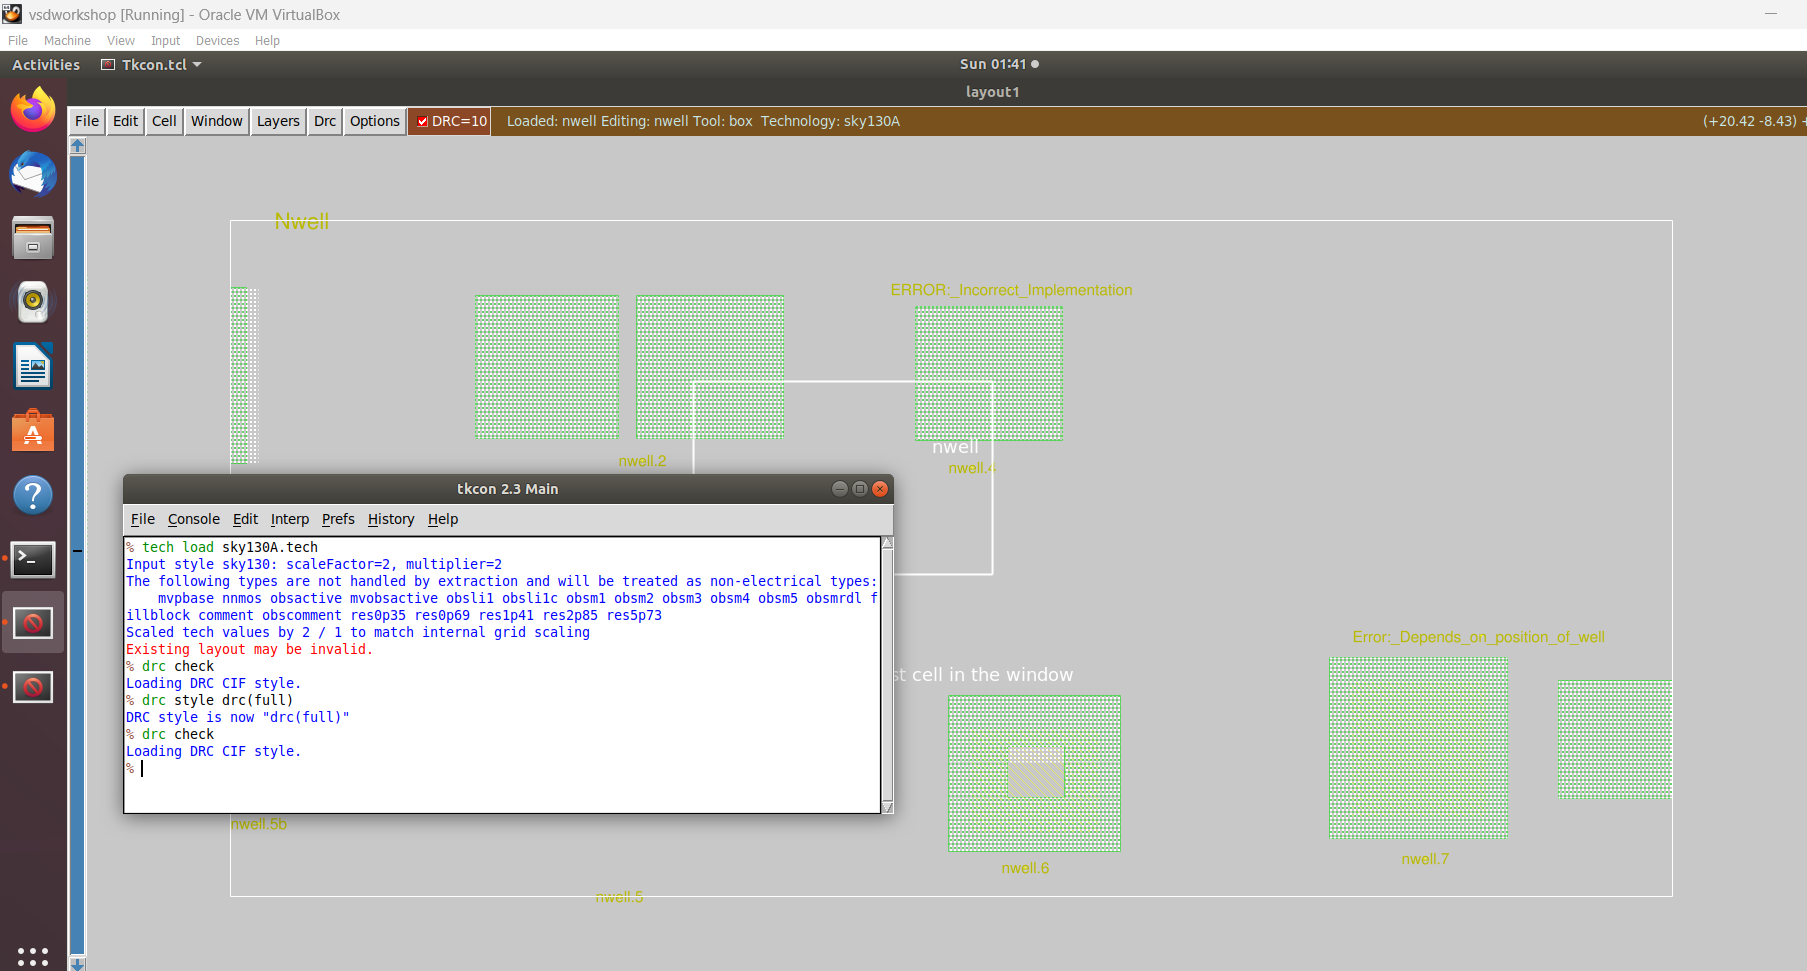 vsdworkshop [Running] - Oracle VM VirtualBox
File Machine View Input Devices Help
Activities Tkcon.tcl Sun 01:41
layout1
File Edit Cell Window Layers Drc Options DRC=10 Loaded: nwell Editing: nwell Tool: box Technology: sky130A (+20.42 -8.43) +
Nwell
ERROR:_Incorrect_Implementation
nwell
nwell.2
nwell.4
tkcon 2.3 Main
File Console Edit Interp Prefs History Help
% tech load sky130A.tech
Input style sky130: scaleFactor=2, multiplier=2
The following types are not handled by extraction and will be treated as non-electrical types:
mvpbase nnmos obsactive mvobsactive obsli1 obsli1c obsm1 obsm2 obsm3 obsm4 obsm5 obsmrdl f
illblock comment obscomment res0p35 res0p69 res1p41 res2p85 res5p73
Scaled tech values by 2 / 1 to match internal grid scaling
Existing layout may be invalid.
% drc check
Loading DRC CIF style.
% drc style drc(full)
DRC style is now "drc(full)"
% drc check
Loading DRC CIF style.
%
Error:_Depends_on_position_of_well
st cell in the window
nwell.5b
nwell.7
nwell.6
nwell.5